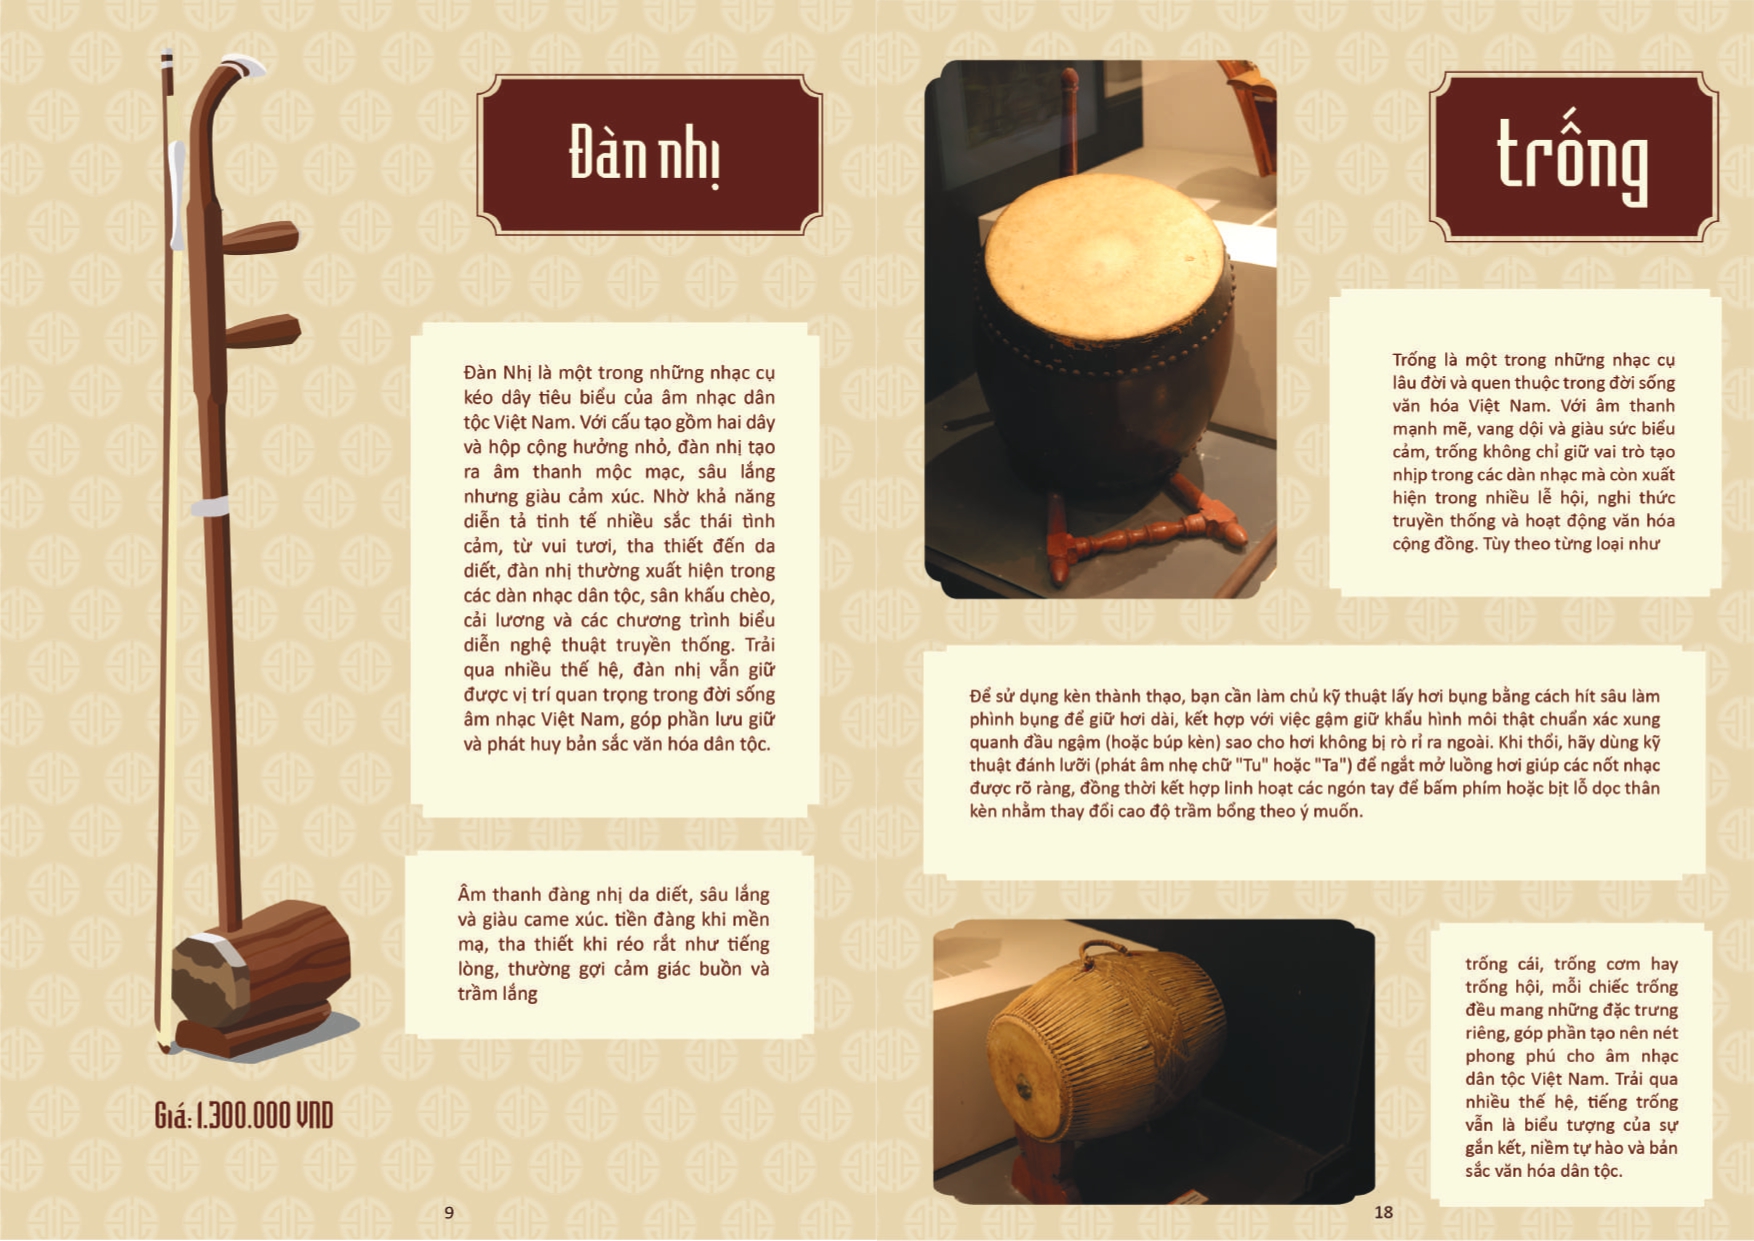 Đàn nhị
Đàn Nhị là một trong những nhạc cụ
kéo dây tiêu biểu của âm nhạc dân
tộc Việt Nam. Với cấu tạo gồm hai dây
và hộp cộng hưởng nhỏ, đàn nhị tạo
ra âm thanh mộc mạc, sâu lắng
nhưng giàu cảm xúc. Nhờ khả năng
diễn tả tinh tế nhiều sắc thái tình
cảm, từ vui tươi, tha thiết đến da
diết, đàn nhị thường xuất hiện trong
các dàn nhạc dân tộc, sân khấu chèo,
cải lương và các chương trình biểu
diễn nghệ thuật truyền thống. Trải
qua nhiều thế hệ, đàn nhị vẫn giữ
được vị trí quan trọng trong đời sống
âm nhạc Việt Nam, góp phần lưu giữ
và phát huy bản sắc văn hóa dân tộc.
Âm thanh đàng nhị da diết, sâu lắng
và giàu came xúc. tiền đàng khi mền
mạ, tha thiết khi réo rắt như tiếng
lòng, thường gợi cảm giác buồn và
trầm lắng
Giá: 1.300.000 VND
9
trống
Trống là một trong những nhạc cụ
lâu đời và quen thuộc trong đời sống
văn hóa Việt Nam. Với âm thanh
mạnh mẽ, vang dội và giàu sức biểu
cảm, trống không chỉ giữ vai trò tạo
nhịp trong các dàn nhạc mà còn xuất
hiện trong nhiều lễ hội, nghi thức
truyền thống và hoạt động văn hóa
cộng đồng. Tùy theo từng loại như
Để sử dụng kèn thành thạo, bạn cần làm chủ kỹ thuật lấy hơi bụng bằng cách hít sâu làm
phình bụng để giữ hơi dài, kết hợp với việc gậm giữ khẩu hình môi thật chuẩn xác xung
quanh đầu ngậm (hoặc búp kèn) sao cho hơi không bị rò rỉ ra ngoài. Khi thổi, hãy dùng kỹ
thuật đánh lưỡi (phát âm nhẹ chữ "Tu" hoặc "Ta") để ngắt mở luồng hơi giúp các nốt nhạc
được rõ ràng, đồng thời kết hợp linh hoạt các ngón tay để bấm phím hoặc bịt lỗ dọc thân
kèn nhằm thay đổi cao độ trầm bổng theo ý muốn.
trống cái, trống cơm hay
trống hội, mỗi chiếc trống
đều mang những đặc trưng
riêng, góp phần tạo nên nét
phong phú cho âm nhạc
dân tộc Việt Nam. Trải qua
nhiều thế hệ, tiếng trống
vẫn là biểu tượng của sự
gắn kết, niềm tự hào và bản
sắc văn hóa dân tộc.
18